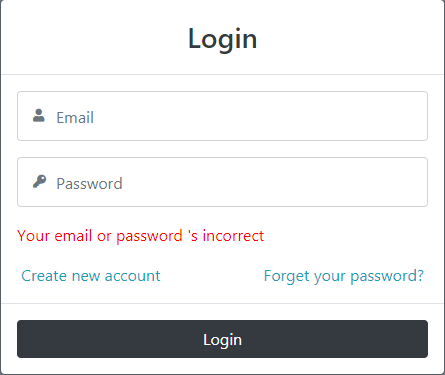 Login
Email
Password
Your email or password 's incorrect
Create new account Forget your password?
Login